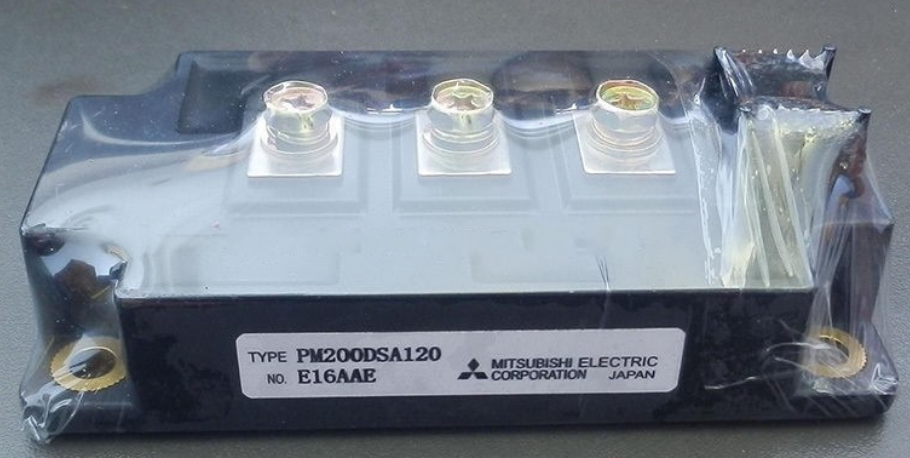 TYPE PM200DSA120
NO. E16AAE
MITSUBISHI ELECTRIC
CORPORATION JAPAN